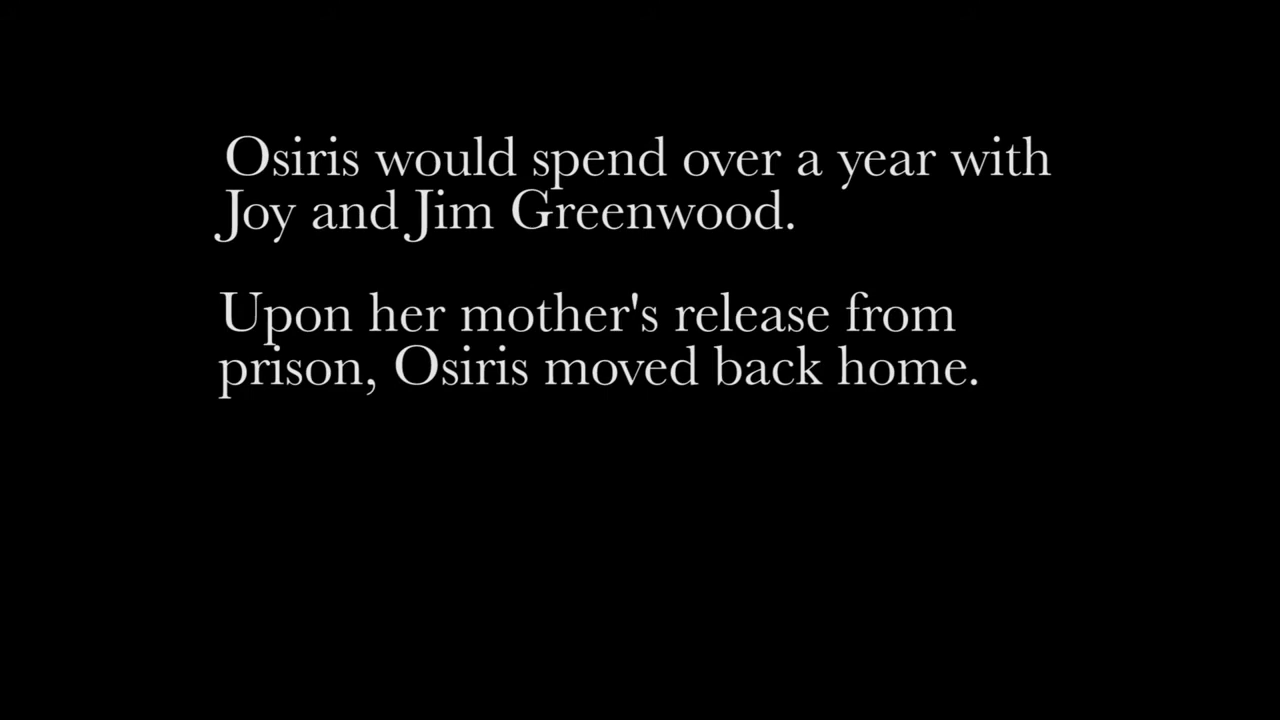 Osiris would spend over a year with
Joy and Jim Greenwood.
Upon her mother's release from
prison, Osiris moved back home.